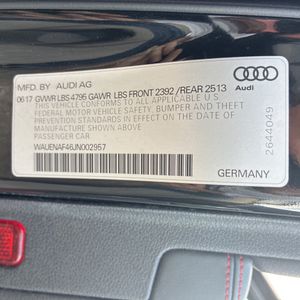 MFD. BY AUDI AG
Audi
06 17 GVWR LBS 4795 GAWR LBS FRONT 2392 / REAR 2513
THIS VEHICLE CONFORMS TO ALL APPLICABLE U.S.
FEDERAL MOTOR VEHICLE SAFETY, BUMPER AND THEFT
PREVENTION STANDARDS IN EFFECT ON THE DATE OF
MANUFACTURE SHOWN ABOVE.
PASSENGER CAR.
WAUENAF46JN002957
GERMANY
2644049